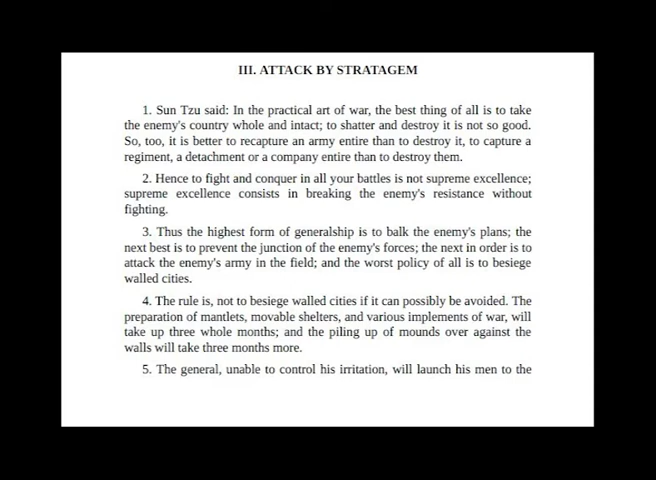 III. ATTACK BY STRATAGEM
1. Sun Tzu said: In the practical art of war, the best thing of all is to take
the enemy's country whole and intact; to shatter and destroy it is not so good.
So, too, it is better to recapture an army entire than to destroy it, to capture a
regiment, a detachment or a company entire than to destroy them.
2. Hence to fight and conquer in all your battles is not supreme excellence;
supreme excellence consists in breaking the enemy's resistance without
fighting.
3. Thus the highest form of generalship is to balk the enemy's plans; the
next best is to prevent the junction of the enemy's forces; the next in order is to
attack the enemy's army in the field; and the worst policy of all is to besiege
walled cities.
4. The rule is, not to besiege walled cities if it can possibly be avoided. The
preparation of mantlets, movable shelters, and various implements of war, will
take up three whole months; and the piling up of mounds over against the
walls will take three months more.
5. The general, unable to control his irritation, will launch his men to the